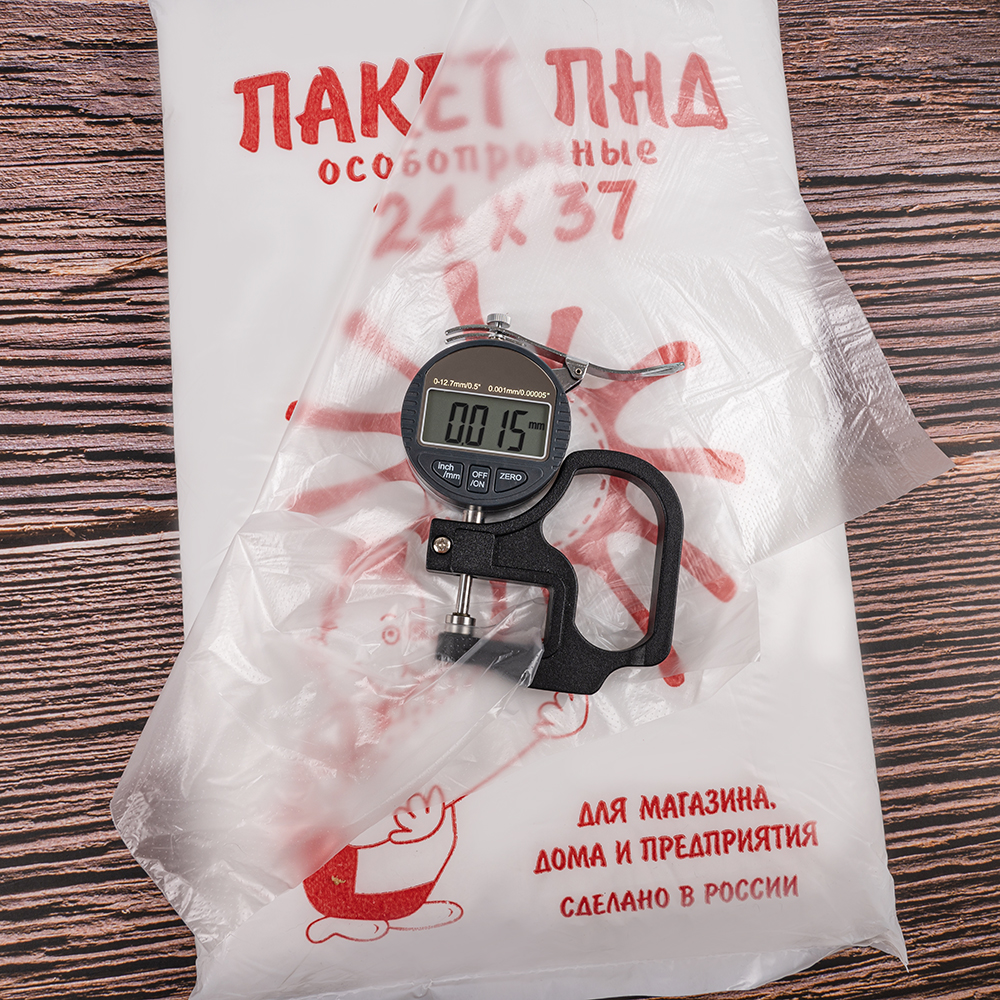 ПАКЕТ ПНД
особопрочные
24 х 37
0-12.7mm/0.5" 0.001mm/0.00005"
0.015 mm
inch/mm OFF/ON ZERO
ДЛЯ МАГАЗИНА,
ДОМА И ПРЕДПРИЯТИЯ
СДЕЛАНО В РОССИИ